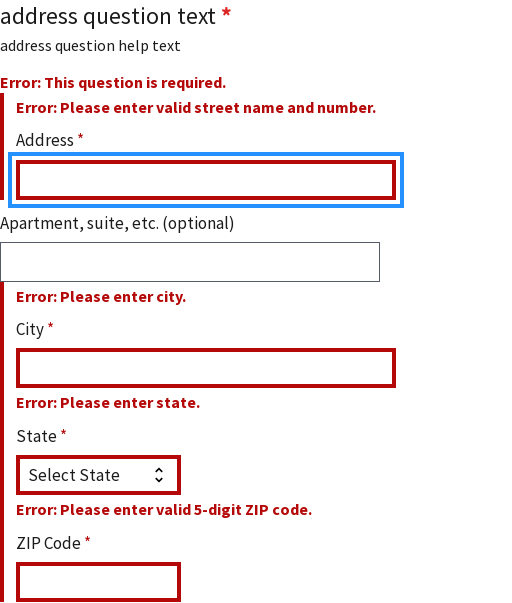 address question text *
address question help text
Error: This question is required.
Error: Please enter valid street name and number.
Address *
Apartment, suite, etc. (optional)
Error: Please enter city.
City *
Error: Please enter state.
State *
Select State
Error: Please enter valid 5-digit ZIP code.
ZIP Code *